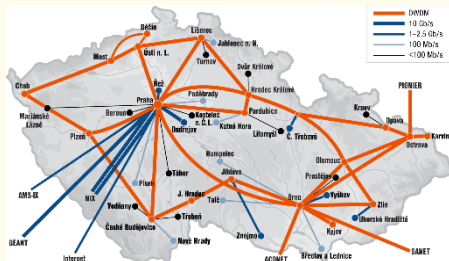 DWDM
10 Gb/s
1–2.5 Gb/s
100 Mb/s
<100 Mb/s
Děčín
Liberec
Jablonec n. N.
Ústí n. L.
Most
Turnov
Dvůr Králové
Cheb
Řež
Praha
Poděbrady
Hradec Králové
PIONIER
Mariánské
Lázně
Beroun
Kostelec
n. Č.l.
Pardubice
Krnov
Opava
Ondřejov
Kutná Hora
Litomyšl
Č. Třebová
Karviná
Ostrava
Plzeň
Humpolec
Olomouc
AMS-IX
NIX
Tábor
Jihlava
Prostějov
Písek
J. Hradec
Telč
Brno
Vyškov
Zlín
Vodňany
Třeboň
GÉANT
České Budějovice
Uherské Hradiště
Nové Hrady
Znojmo
Kyjov
Internet
Břeclav a Lednice
ACONET
SANET